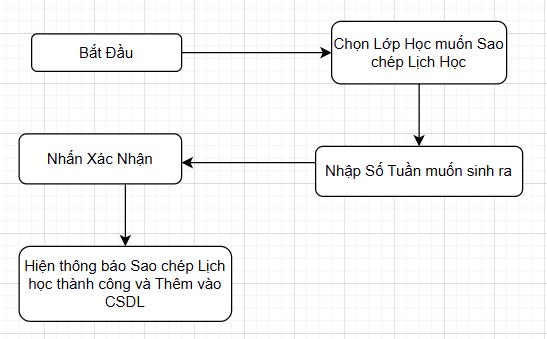 Bắt Đầu
Chọn Lớp Học muốn Sao
chép Lịch Học
Nhập Số Tuần muốn sinh ra
Nhấn Xác Nhận
Hiện thông báo Sao chép Lịch
học thành công và Thêm vào
CSDL